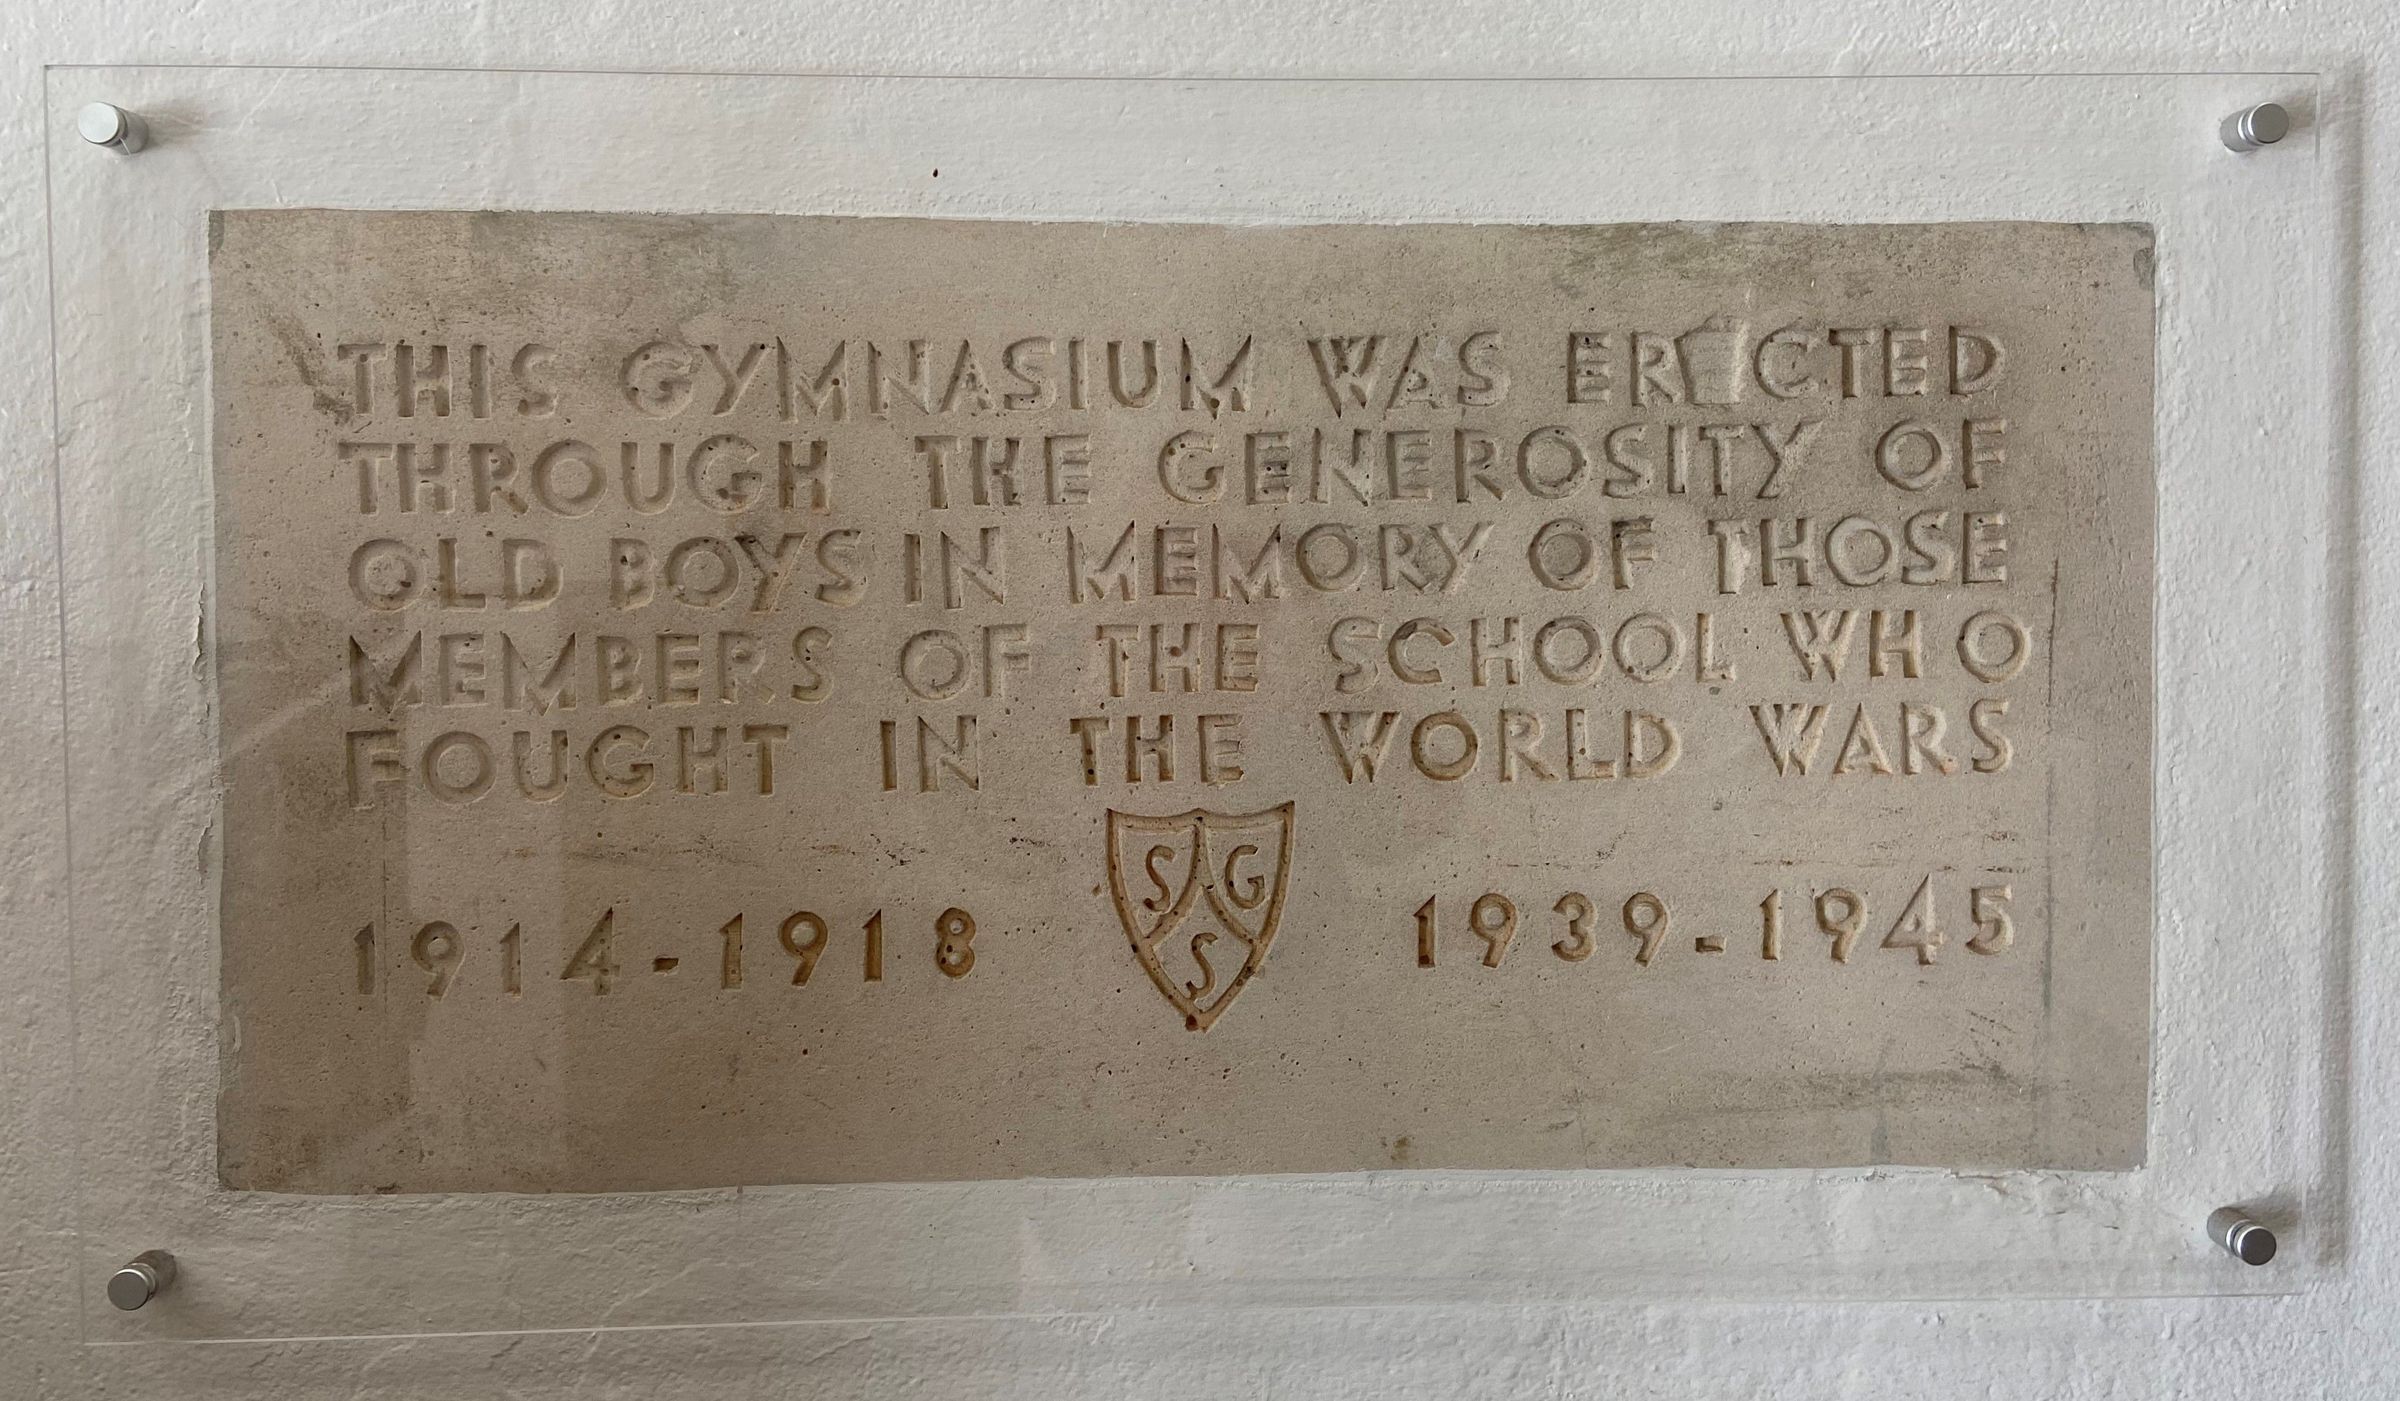 THIS GYMNASIUM WAS ERECTED
THROUGH THE GENEROSITY OF
OLD BOYS IN MEMORY OF THOSE
MEMBERS OF THE SCHOOL WHO
FOUGHT IN THE WORLD WARS
1914-1918 SGS 1939-1945